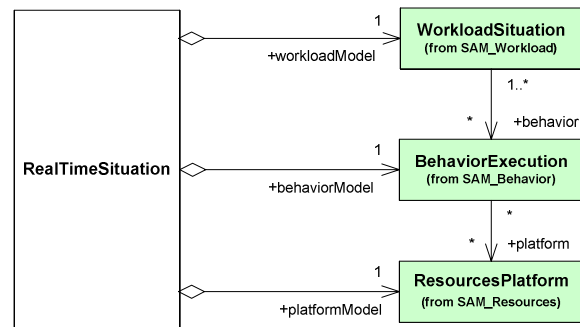 1
WorkloadSituation
(from SAM_Workload)
+workloadModel
1..*
*
+behavior
1
BehaviorExecution
(from SAM_Behavior)
RealTimeSituation
+behaviorModel
*
*
+platform
1
ResourcesPlatform
(from SAM_Resources)
+platformModel